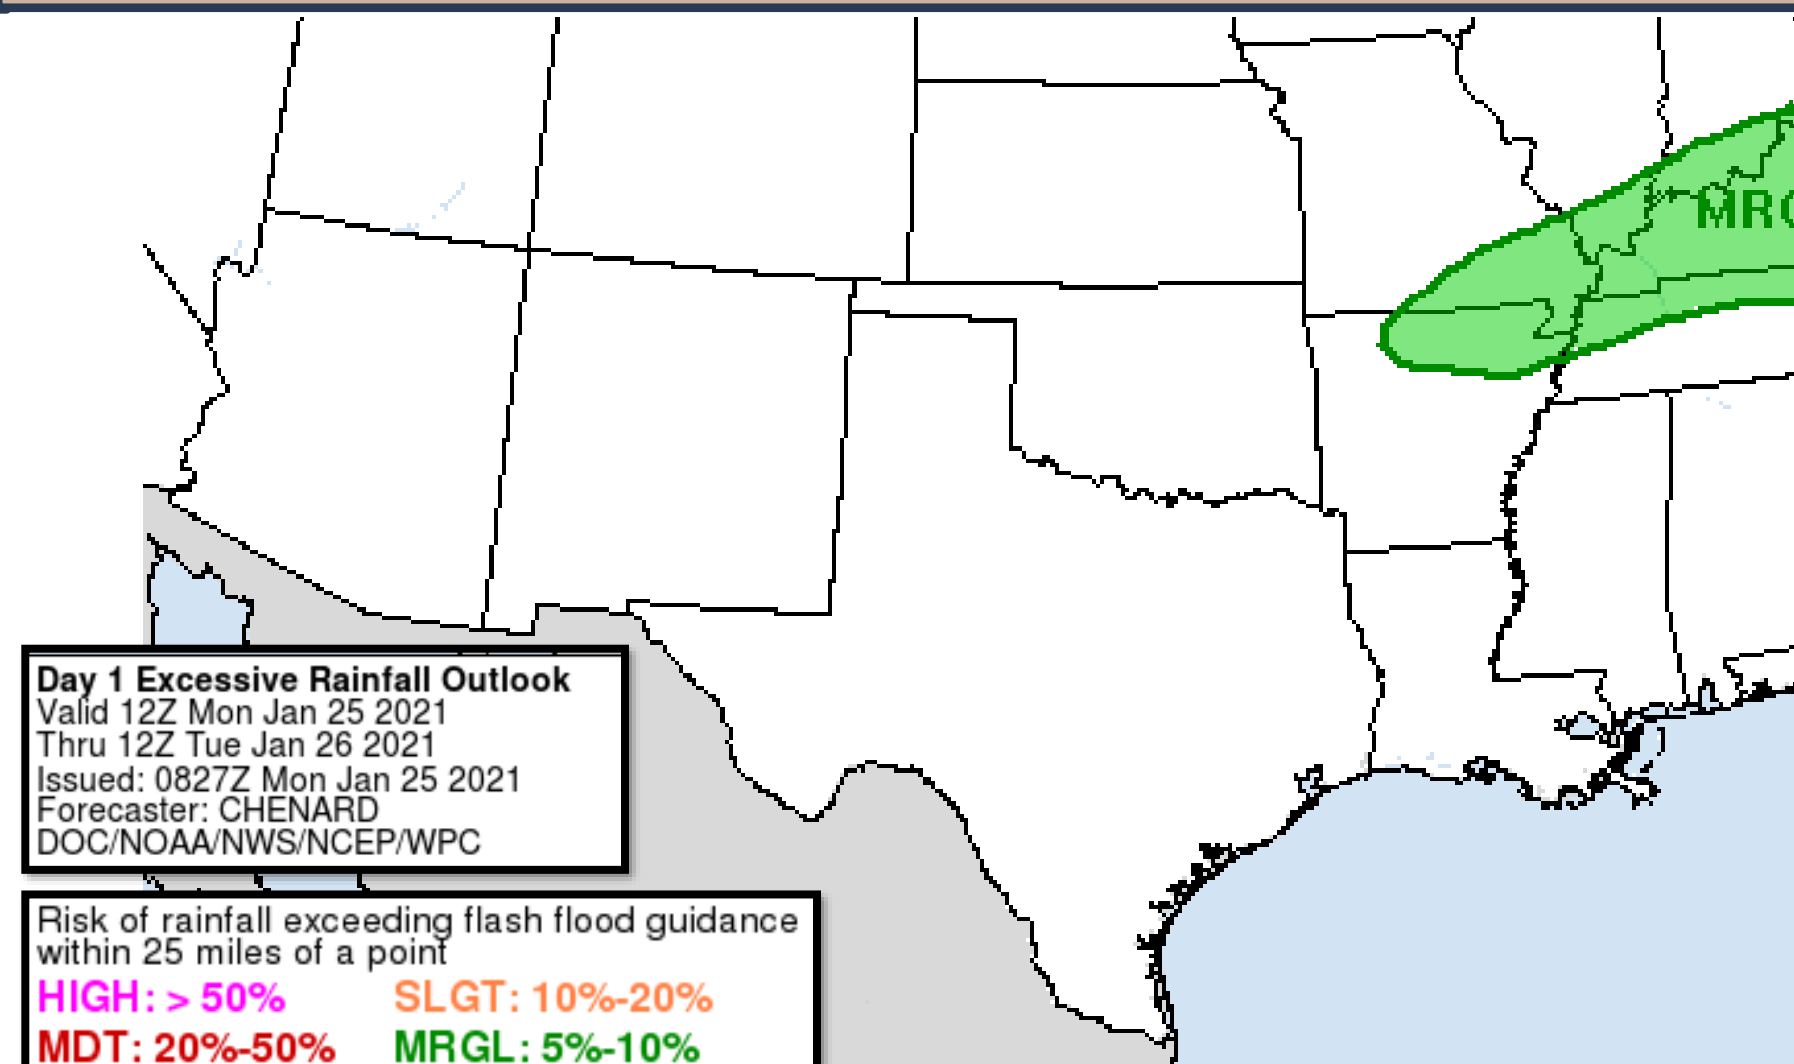 MRG
Day 1 Excessive Rainfall Outlook
Valid 12Z Mon Jan 25 2021
Thru 12Z Tue Jan 26 2021
Issued: 0827Z Mon Jan 25 2021
Forecaster: CHENARD
DOC/NOAA/NWS/NCEP/WPC
Risk of rainfall exceeding flash flood guidance
within 25 miles of a point
HIGH: > 50% SLGT: 10%-20%
MDT: 20%-50% MRGL: 5%-10%